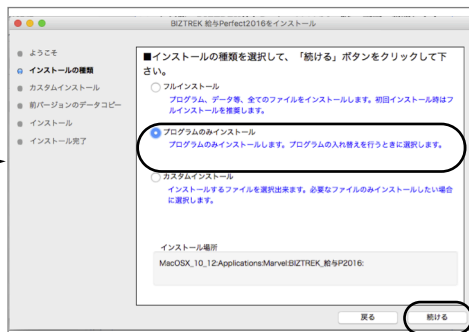 BIZTREK 給与Perfect2016をインストール
ようこそ
インストールの種類
カスタムインストール
前バージョンのデータコピー
インストール
インストール完了
■インストールの種類を選択して、「続ける」ボタンをクリックして下
さい。
フルインストール
プログラム、データ等、全てのファイルをインストールします。初回インストール時はフ
ルインストールを推奨します。
プログラムのみインストール
プログラムのみインストールします。プログラムの入れ替えを行うときに選択します。
カスタムインストール
インストールするファイルを選択出来ます。必要なファイルのみインストールしたい場合
に選択します。
インストール場所
MacOSX_10_12:Applications:Marvel:BIZTREK_給与P2016:
戻る
続ける